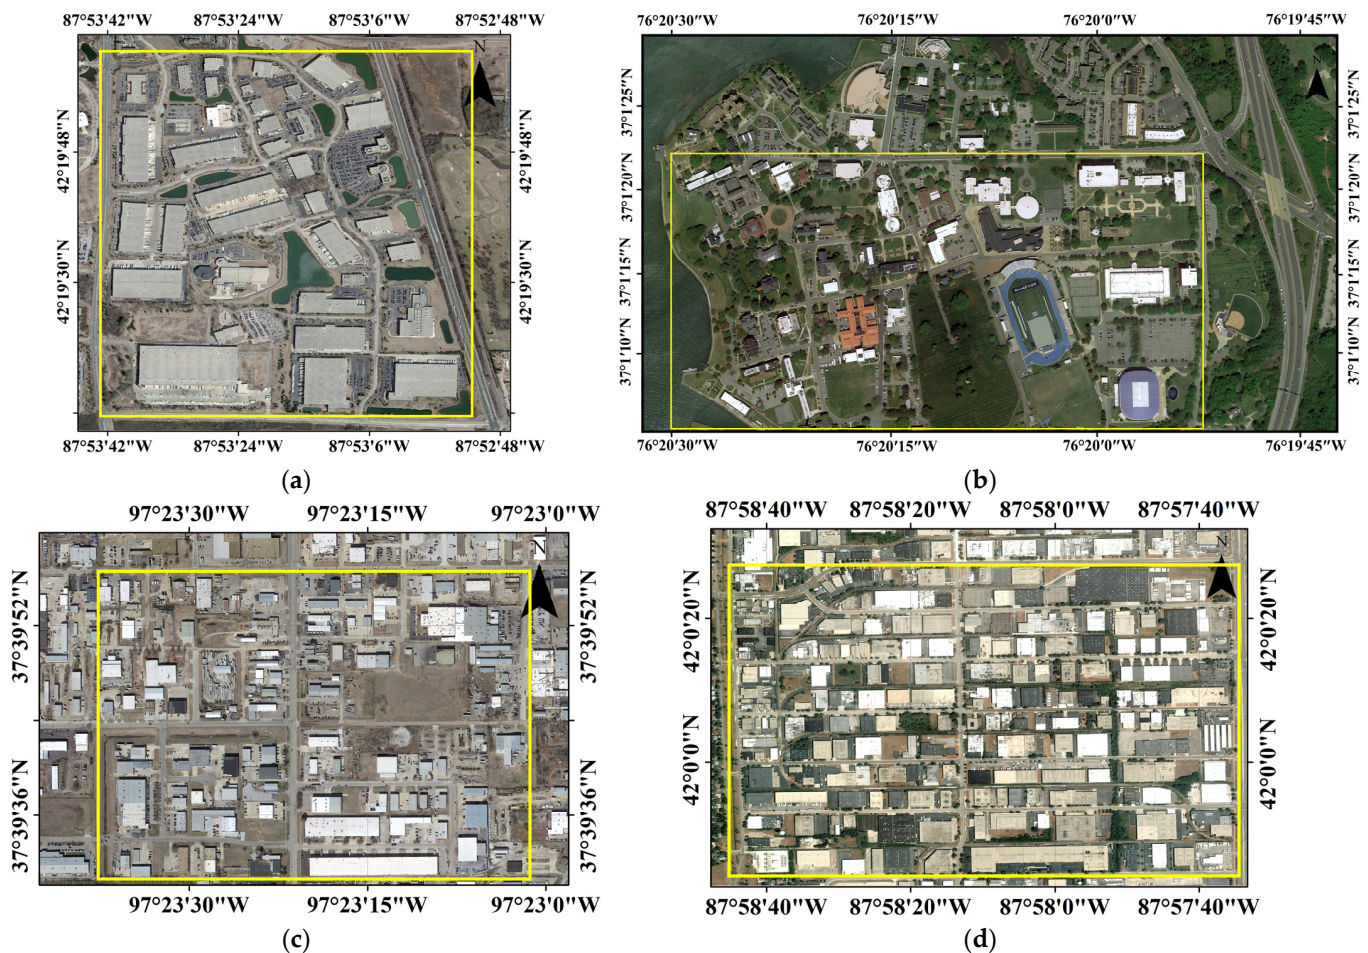 87°53'42"W 87°53'24"W 87°53'6"W 87°52'48"W
N
42°19'48"N 42°19'48"N
42°19'30"N 42°19'30"N
87°53'42"W 87°53'24"W 87°53'6"W 87°52'48"W
(a)
76°20'30"W 76°20'15"W 76°20'0"W 76°19'45"W
N
37°1'25"N 37°1'25"N
37°1'20"N 37°1'20"N
37°1'15"N 37°1'15"N
HAMPTON
37°1'10"N 37°1'10"N
76°20'30"W 76°20'15"W 76°20'0"W 76°19'45"W
(b)
97°23'30"W 97°23'15"W 97°23'0"W
N
37°39'52"N 37°39'52"N
37°39'36"N 37°39'36"N
97°23'30"W 97°23'15"W 97°23'0"W
(c)
87°58'40"W 87°58'20"W 87°58'0"W 87°57'40"W
N
42°0'20"N 42°0'20"N
42°0'0"N 42°0'0"N
87°58'40"W 87°58'20"W 87°58'0"W 87°57'40"W
(d)